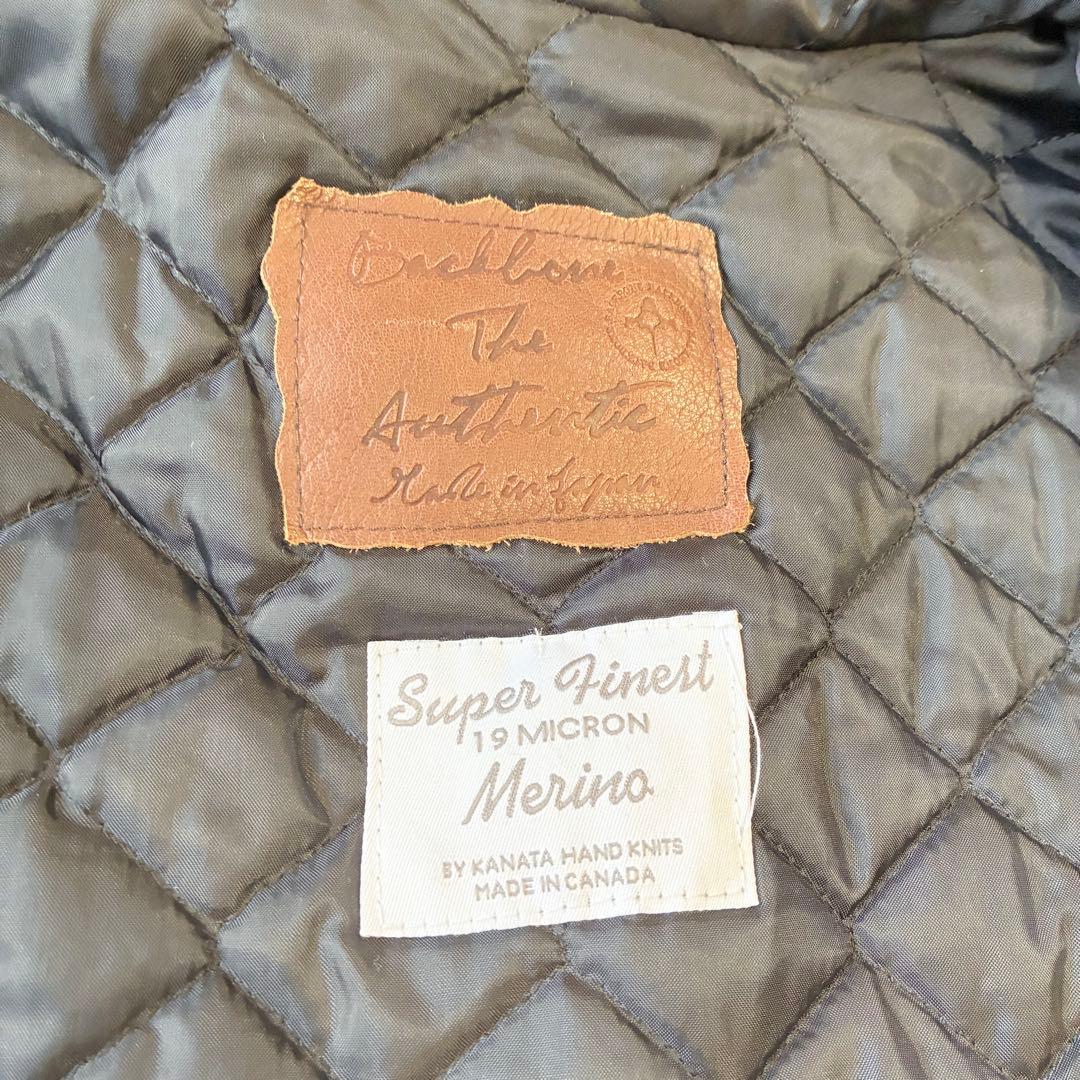 Backbone
The
Authentic
Made in Japan
Super Finest
19 MICRON
Merino
BY KANATA HAND KNITS
MADE IN CANADA